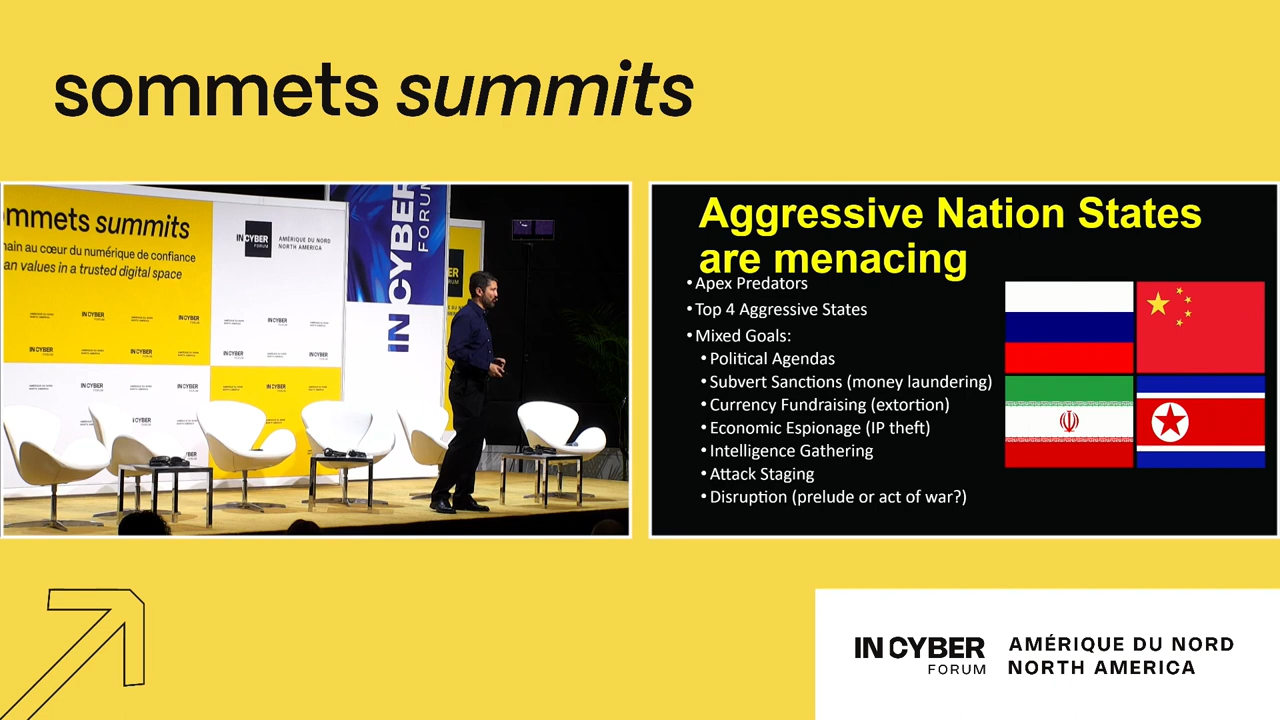 sommets summits
mmets summits
main au cœur du numérique de confiance
an values in a trusted digital space
IN CYBER
FORUM
AMÉRIQUE DU NORD
NORTH AMERICA
IN CYBER
FORUM
Aggressive Nation States
are menacing
• Apex Predators
• Top 4 Aggressive States
• Mixed Goals:
• Political Agendas
• Subvert Sanctions (money laundering)
• Currency Fundraising (extortion)
• Economic Espionage (IP theft)
• Intelligence Gathering
• Attack Staging
• Disruption (prelude or act of war?)
IN CYBER
FORUM
AMÉRIQUE DU NORD
NORTH AMERICA